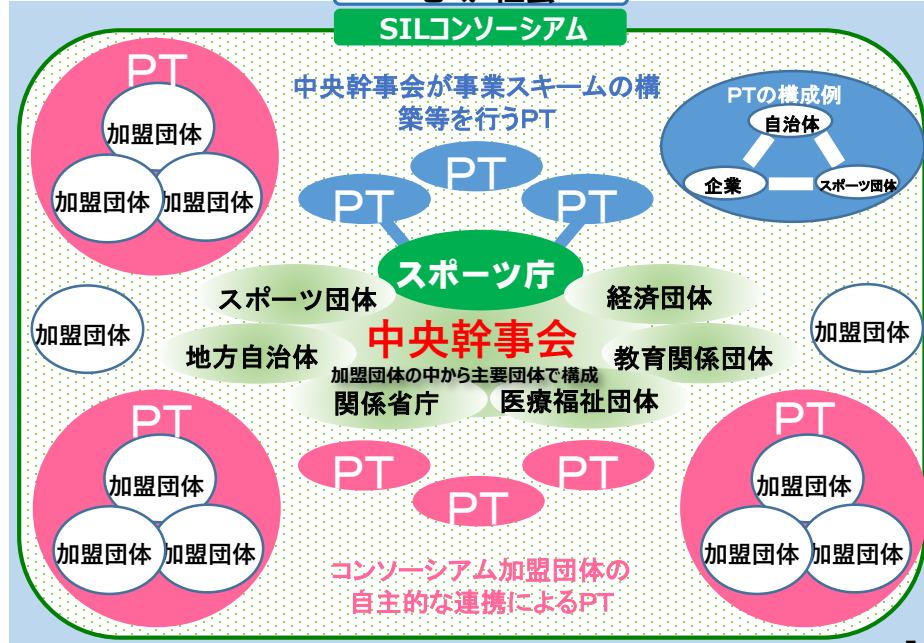 SILコンソーシアム
PT
加盟団体
加盟団体
加盟団体
中央幹事会が事業スキームの構
築等を行うPT
PT
PT
PT
PTの構成例
自治体
企業
スポーツ団体
スポーツ庁
スポーツ団体
経済団体
加盟団体
中央幹事会
加盟団体
地方自治体
教育関係団体
加盟団体の中から主要団体で構成
関係省庁
医療福祉団体
PT
加盟団体
加盟団体
加盟団体
PT
PT
PT
PT
加盟団体
加盟団体
加盟団体
コンソーシアム加盟団体の
自主的な連携によるPT